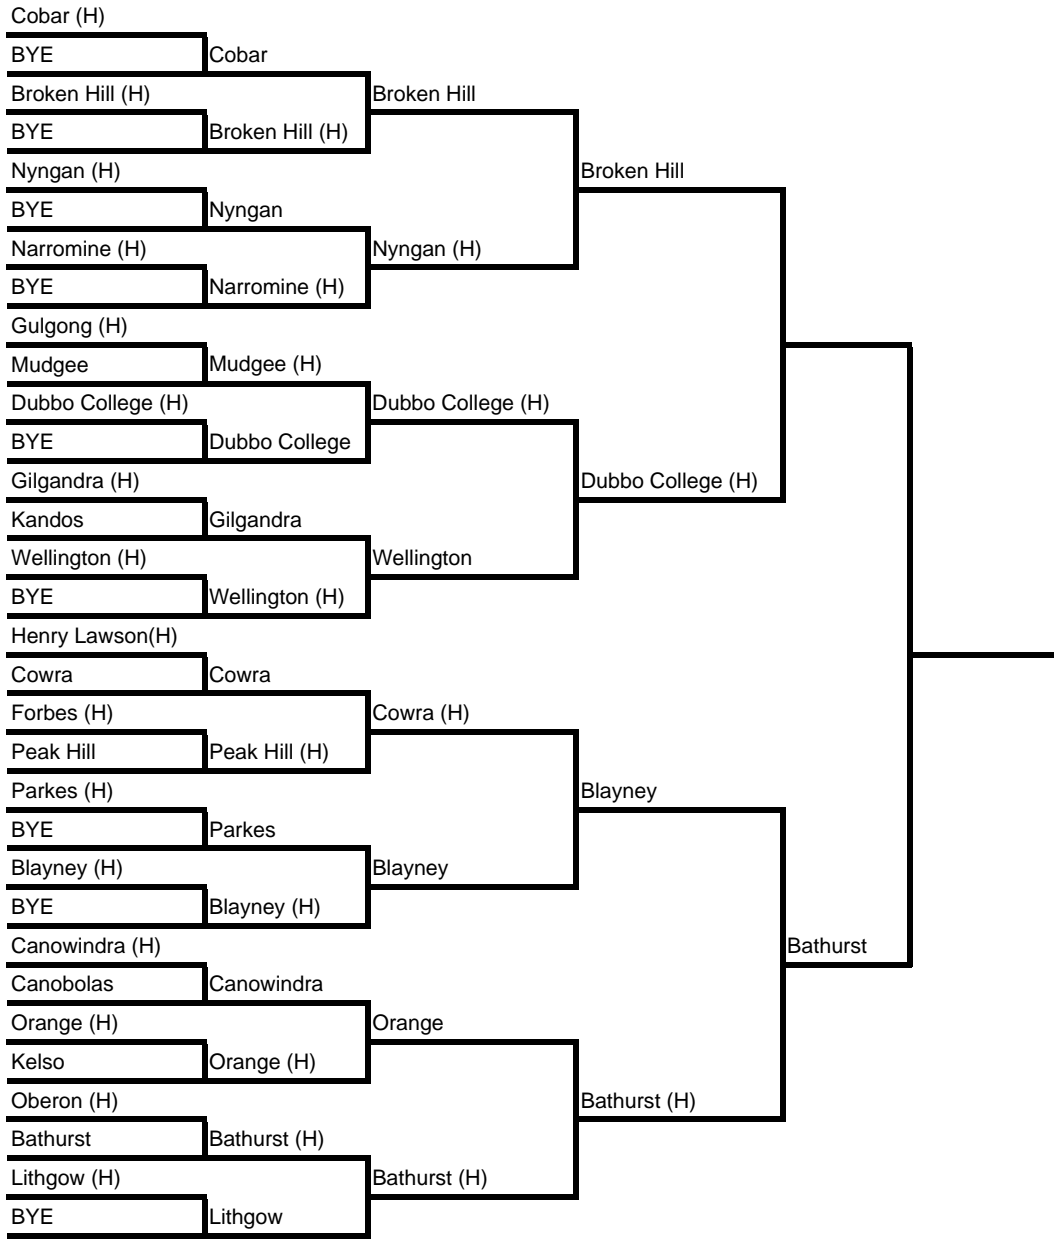 Cobar (H)
BYE
Cobar
Broken Hill (H)
Broken Hill
BYE
Broken Hill (H)
Nyngan (H)
Broken Hill
BYE
Nyngan
Narromine (H)
Nyngan (H)
BYE
Narromine (H)
Gulgong (H)
Mudgee
Mudgee (H)
Dubbo College (H)
Dubbo College (H)
BYE
Dubbo College
Gilgandra (H)
Dubbo College (H)
Kandos
Gilgandra
Wellington (H)
Wellington
BYE
Wellington (H)
Henry Lawson(H)
Cowra
Cowra
Forbes (H)
Cowra (H)
Peak Hill
Peak Hill (H)
Parkes (H)
Blayney
BYE
Parkes
Blayney (H)
Blayney
BYE
Blayney (H)
Canowindra (H)
Bathurst
Canobolas
Canowindra
Orange (H)
Orange
Kelso
Orange (H)
Oberon (H)
Bathurst (H)
Bathurst
Bathurst (H)
Lithgow (H)
Bathurst (H)
BYE
Lithgow